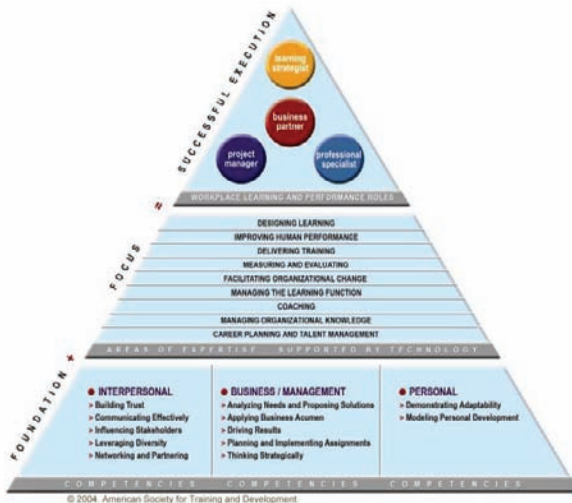 SUCCESSFUL EXECUTION
learning
strategist
business
partner
project
manager
professional
specialist
WORKPLACE LEARNING AND PERFORMANCE ROLES
=
FOCUS
DESIGNING LEARNING
IMPROVING HUMAN PERFORMANCE
DELIVERING TRAINING
MEASURING AND EVALUATING
FACILITATING ORGANIZATIONAL CHANGE
MANAGING THE LEARNING FUNCTION
COACHING
MANAGING ORGANIZATIONAL KNOWLEDGE
CAREER PLANNING AND TALENT MANAGEMENT
AREAS OF EXPERTISE SUPPORTED BY TECHNOLOGY
+
FOUNDATION
INTERPERSONAL
> Building Trust
> Communicating Effectively
> Influencing Stakeholders
> Leveraging Diversity
> Networking and Partnering
BUSINESS / MANAGEMENT
> Analyzing Needs and Proposing Solutions
> Applying Business Acumen
> Driving Results
> Planning and Implementing Assignments
> Thinking Strategically
PERSONAL
> Demonstrating Adaptability
> Modeling Personal Development
COMPETENCIES COMPETENCIES COMPETENCIES
© 2004 American Society for Training and Development